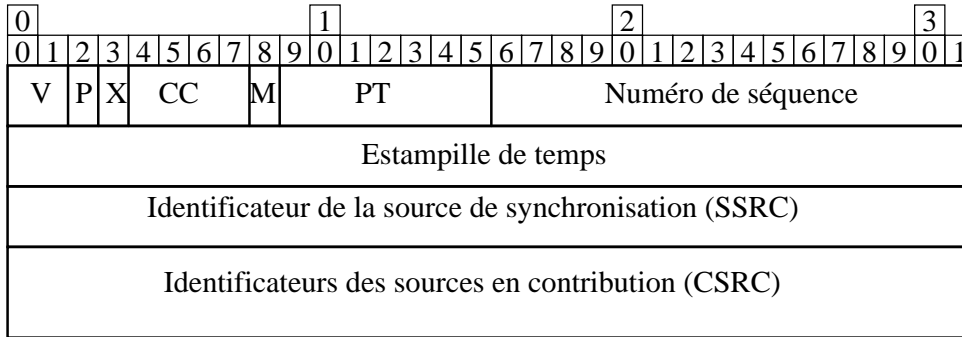 0 1 2 3
0 1 2 3 4 5 6 7 8 9 0 1 2 3 4 5 6 7 8 9 0 1 2 3 4 5 6 7 8 9 0 1
V P X CC M PT Numéro de séquence
Estampille de temps
Identificateur de la source de synchronisation (SSRC)
Identificateurs des sources en contribution (CSRC)